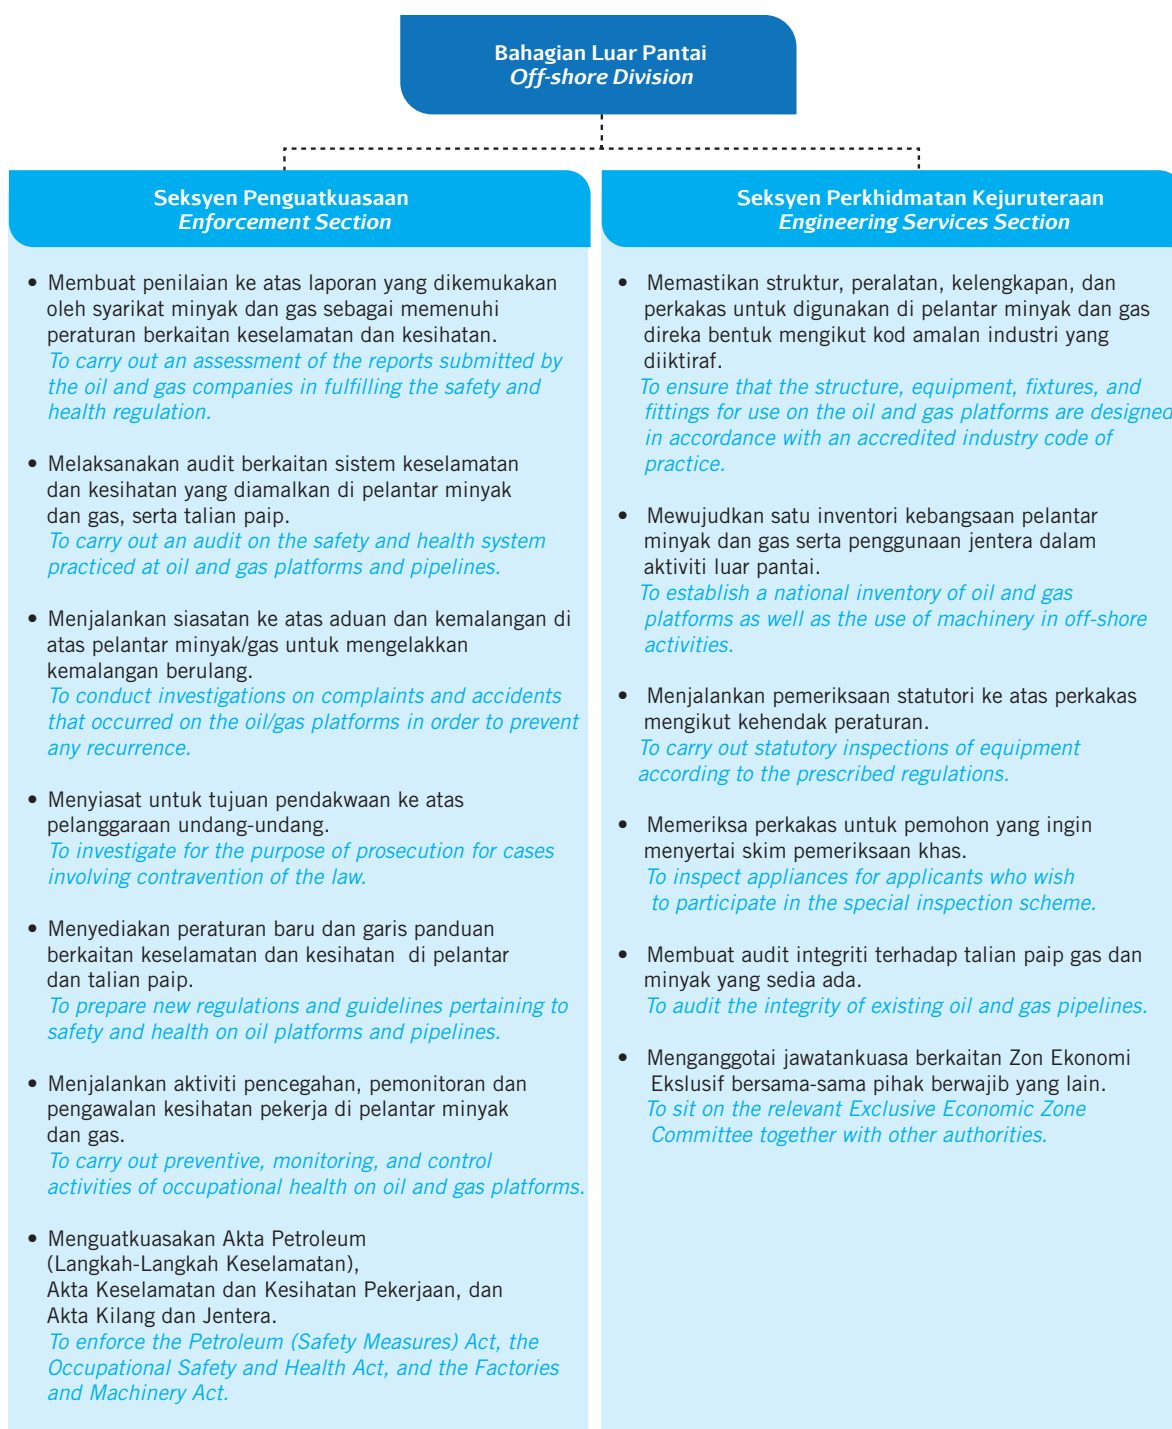 Bahagian Luar Pantai
Off-shore Division
Seksyen Penguatkuasaan
Enforcement Section
• Membuat penilaian ke atas laporan yang dikemukakan
oleh syarikat minyak dan gas sebagai memenuhi
peraturan berkaitan keselamatan dan kesihatan.
To carry out an assessment of the reports submitted by
the oil and gas companies in fulfilling the safety and
health regulation.
• Melaksanakan audit berkaitan sistem keselamatan
dan kesihatan yang diamalkan di pelantar minyak
dan gas, serta talian paip.
To carry out an audit on the safety and health system
practiced at oil and gas platforms and pipelines.
• Menjalankan siasatan ke atas aduan dan kemalangan di
atas pelantar minyak/gas untuk mengelakkan
kemalangan berulang.
To conduct investigations on complaints and accidents
that occurred on the oil/gas platforms in order to prevent
any recurrence.
• Menyiasat untuk tujuan pendakwaan ke atas
pelanggaraan undang-undang.
To investigate for the purpose of prosecution for cases
involving contravention of the law.
• Menyediakan peraturan baru dan garis panduan
berkaitan keselamatan dan kesihatan di pelantar
dan talian paip.
To prepare new regulations and guidelines pertaining to
safety and health on oil platforms and pipelines.
• Menjalankan aktiviti pencegahan, pemonitoran dan
pengawalan kesihatan pekerja di pelantar minyak
dan gas.
To carry out preventive, monitoring, and control
activities of occupational health on oil and gas platforms.
• Menguatkuasakan Akta Petroleum
(Langkah-Langkah Keselamatan),
Akta Keselamatan dan Kesihatan Pekerjaan, dan
Akta Kilang dan Jentera.
To enforce the Petroleum (Safety Measures) Act, the
Occupational Safety and Health Act, and the Factories
and Machinery Act.
Seksyen Perkhidmatan Kejuruteraan
Engineering Services Section
• Memastikan struktur, peralatan, kelengkapan, dan
perkakas untuk digunakan di pelantar minyak dan gas
direka bentuk mengikut kod amalan industri yang
diiktiraf.
To ensure that the structure, equipment, fixtures, and
fittings for use on the oil and gas platforms are designed
in accordance with an accredited industry code of
practice.
• Mewujudkan satu inventori kebangsaan pelantar
minyak dan gas serta penggunaan jentera dalam
aktiviti luar pantai.
To establish a national inventory of oil and gas
platforms as well as the use of machinery in off-shore
activities.
• Menjalankan pemeriksaan statutori ke atas perkakas
mengikut kehendak peraturan.
To carry out statutory inspections of equipment
according to the prescribed regulations.
• Memeriksa perkakas untuk pemohon yang ingin
menyertai skim pemeriksaan khas.
To inspect appliances for applicants who wish
to participate in the special inspection scheme.
• Membuat audit integriti terhadap talian paip gas dan
minyak yang sedia ada.
To audit the integrity of existing oil and gas pipelines.
• Menganggotai jawatankuasa berkaitan Zon Ekonomi
Ekslusif bersama-sama pihak berwajib yang lain.
To sit on the relevant Exclusive Economic Zone
Committee together with other authorities.